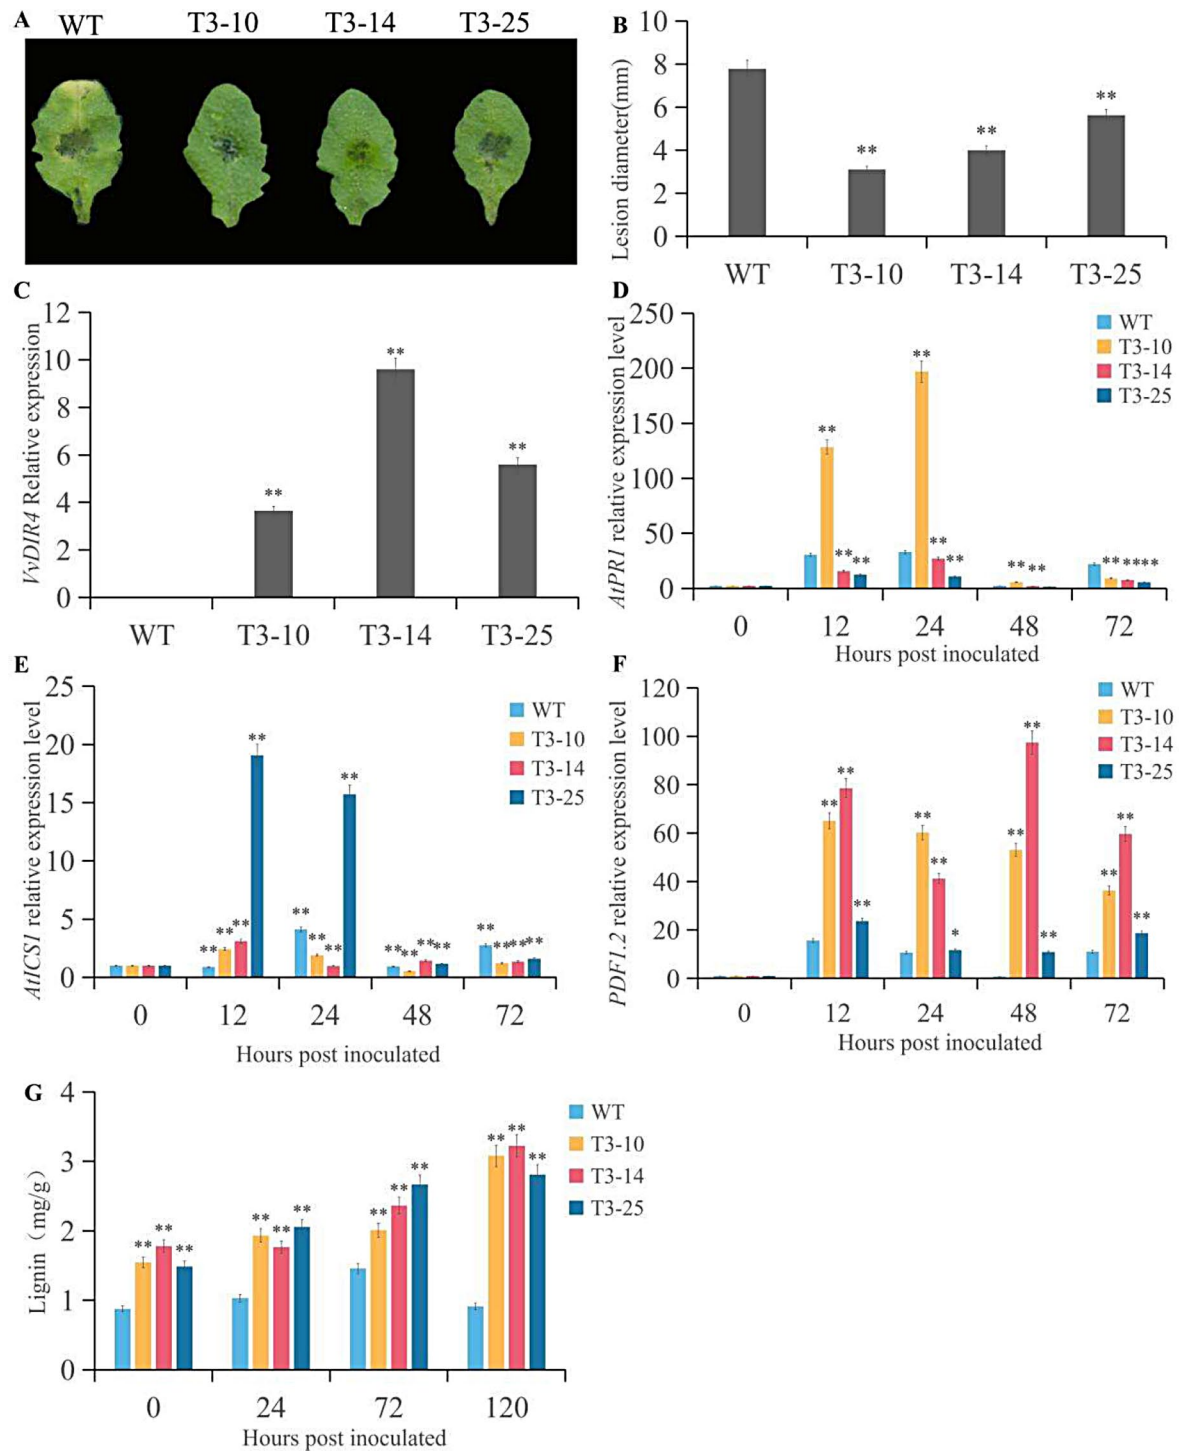 A
WT T3-10 T3-14 T3-25
B
Lesion diameter(mm)
10
8
6
4
2
0
** ** **
WT T3-10 T3-14 T3-25
C
VvDIR4 Relative expression
12
10
8
6
4
2
0
** ** **
WT T3-10 T3-14 T3-25
D
AtPR1 relative expression level
250
200
150
100
50
0
WT
T3-10
T3-14
T3-25
** ** ** ** ** ** ** ** ** ** ****
0 12 24 48 72
Hours post inoculated
E
AtICS1 relative expression level
25
20
15
10
5
0
WT
T3-10
T3-14
T3-25
** ** ** ** ** ** ** ** ** ** ** ** ** ** ** **
0 12 24 48 72
Hours post inoculated
F
PDF1.2 relative expression level
120
100
80
60
40
20
0
WT
T3-10
T3-14
T3-25
** ** ** ** ** * ** ** ** ** ** **
0 12 24 48 72
Hours post inoculated
G
Lignin（mg/g）
4
3
2
1
0
WT
T3-10
T3-14
T3-25
** ** ** ** ** ** ** ** ** ** ** **
0 24 72 120
Hours post inoculated